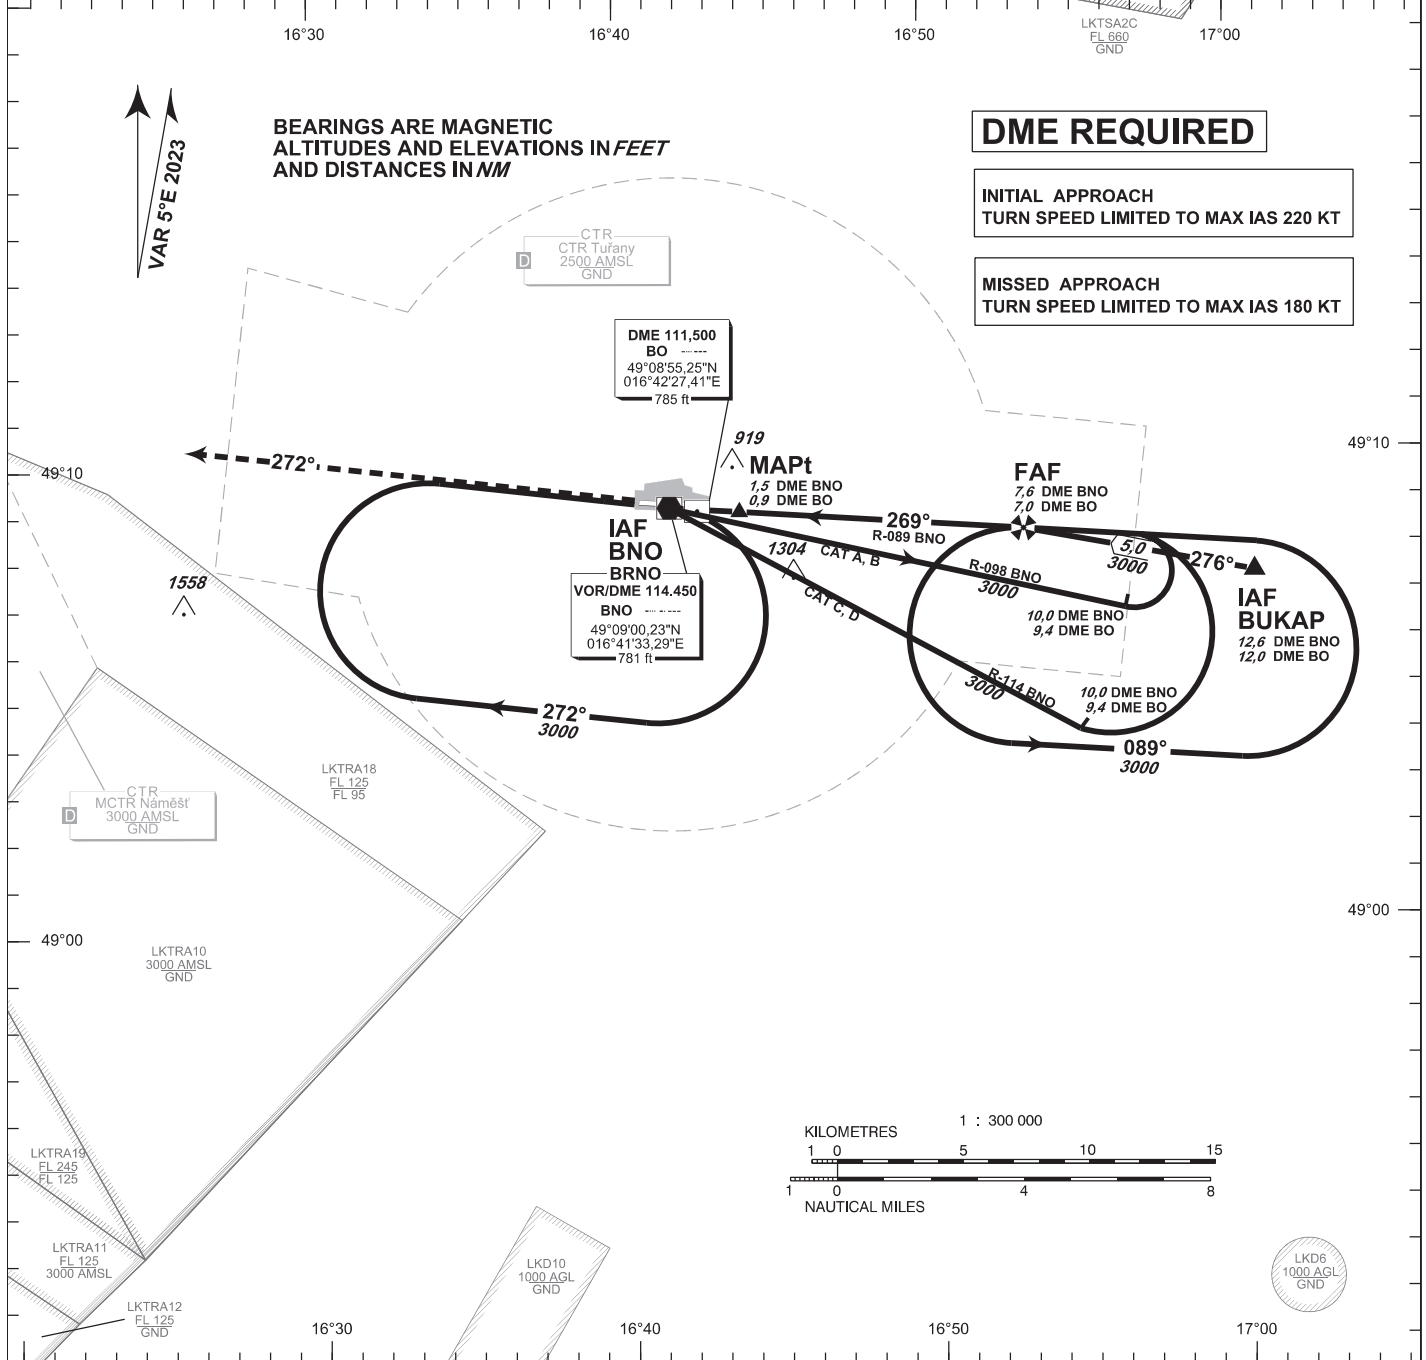 16°30'
16°40'
16°50'
17°00'
LKTSA2C
FL 660
GND
VAR 5°E 2023
BEARINGS ARE MAGNETIC
ALTITUDES AND ELEVATIONS IN FEET
AND DISTANCES IN NM
DME REQUIRED
INITIAL APPROACH
TURN SPEED LIMITED TO MAX IAS 220 KT
MISSED APPROACH
TURN SPEED LIMITED TO MAX IAS 180 KT
CTR
CTR Tuřany
D
2500 AMSL
GND
DME 111,500
BO
49°08'55,25"N
016°42'27,41"E
785 ft
919
MAPt
1,5 DME BNO
0,9 DME BO
FAF
7,6 DME BNO
7,0 DME BO
49°10
49°10
272°
269°
R-089 BNO
IAF
BNO
1304
CAT A, B
CAT C, D
R-098 BNO
3000
5,0
3000
276°
10,0 DME BNO
9,4 DME BO
IAF
BUKAP
12,6 DME BNO
12,0 DME BO
1558
BRNO
VOR/DME 114.450
BNO
49°09'00,23"N
016°41'33,29"E
781 ft
R-114 BNO
3000
10,0 DME BNO
9,4 DME BO
272°
3000
089°
3000
LKTRA18
FL 125
FL 95
CTR
MCTR Náměšť
D
3000 AMSL
GND
49°00
49°00
LKTRA10
3000 AMSL
GND
LKTRA19
FL 245
FL 125
LKTRA11
FL 125
3000 AMSL
LKTRA12
FL 125
GND
1 : 300 000
KILOMETRES
1 0 5 10 15
1 0 4 8
NAUTICAL MILES
LKD10
1000 AGL
GND
LKD6
1000 AGL
GND
16°30'
16°40'
16°50'
17°00'